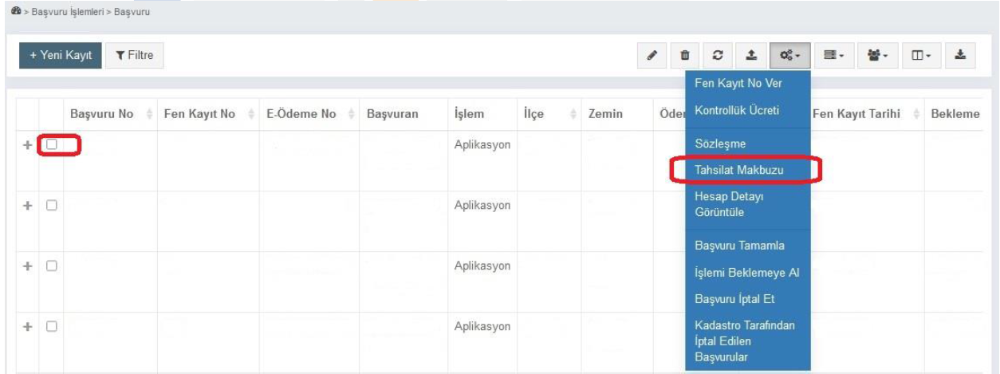 > Başvuru İşlemleri > Başvuru
+ Yeni Kayıt Filtre
Fen Kayıt No Ver
Kontrollük Ücreti
Sözleşme
Tahsilat Makbuzu
Hesap Detayı
Görüntüle
Başvuru Tamamla
İşlemi Beklemeye Al
Başvuru İptal Et
Kadastro Tarafından
İptal Edilen
Başvurular
Başvuru No Fen Kayıt No E-Ödeme No Başvuran İşlem İlçe Zemin Öder Fen Kayıt Tarihi Bekleme
+ Aplikasyon
+ Aplikasyon
+ Aplikasyon
+ Aplikasyon